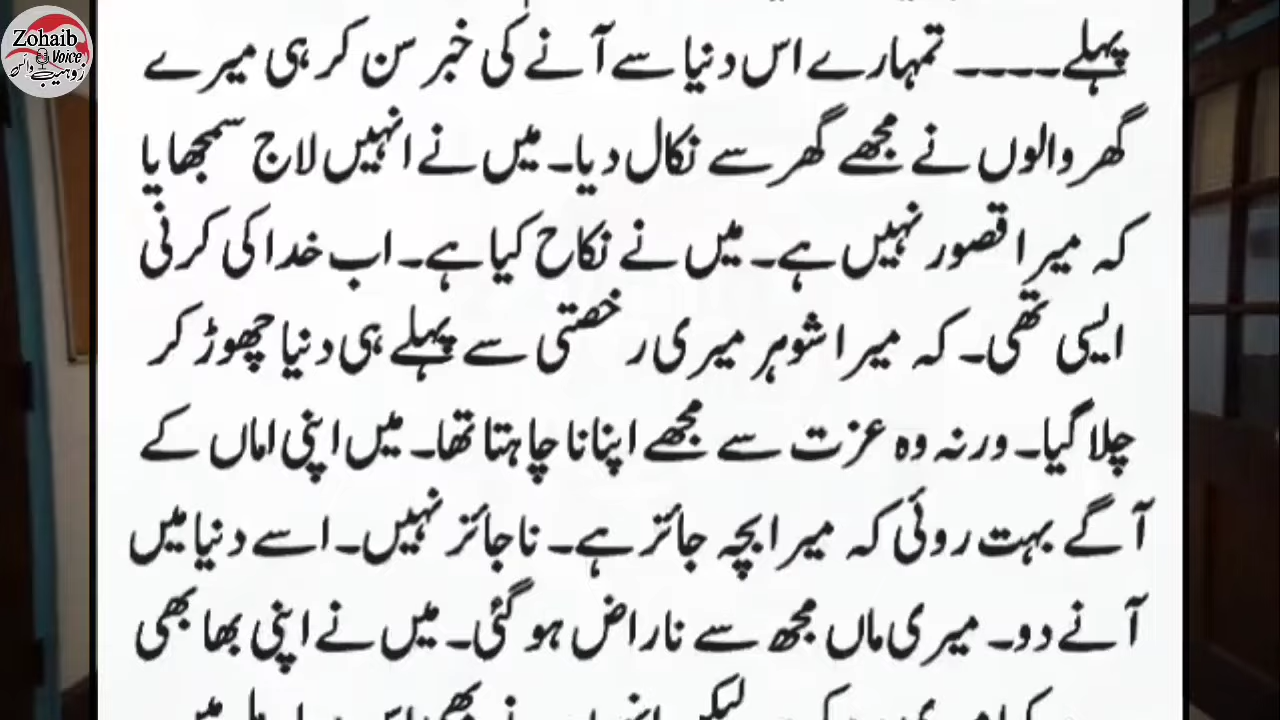 Zohaib
Voice
زوہیب وائس
پہلے۔۔۔۔ تمہارے اس دنیا سے آنے کی خبر سن کر ہی میرے
گھر والوں نے مجھے گھر سے نکال دیا۔ میں نے انہیں لاج سمجھایا
کہ میرا قصور نہیں ہے۔ میں نے نکاح کیا ہے۔ اب خدا کی کرنی
ایسی تھی۔ کہ میرا شوہر میری رخصتی سے پہلے ہی دنیا چھوڑ کر
چلا گیا۔ ورنہ وہ عزت سے مجھے اپنانا چاہتا تھا۔ میں اپنی اماں کے
آگے بہت روئی کہ میرا بچہ جائز ہے۔ ناجائز نہیں۔ اسے دنیا میں
آنے دو۔ میری ماں مجھ سے ناراض ہو گئی۔ میں نے اپنی بھابھی
لیکن